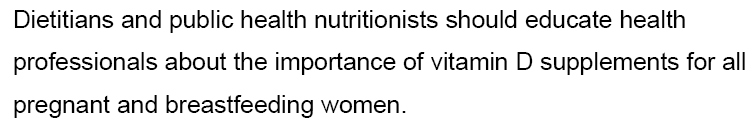 Dietitians and public health nutritionists should educate health
professionals about the importance of vitamin D supplements for all
pregnant and breastfeeding women.